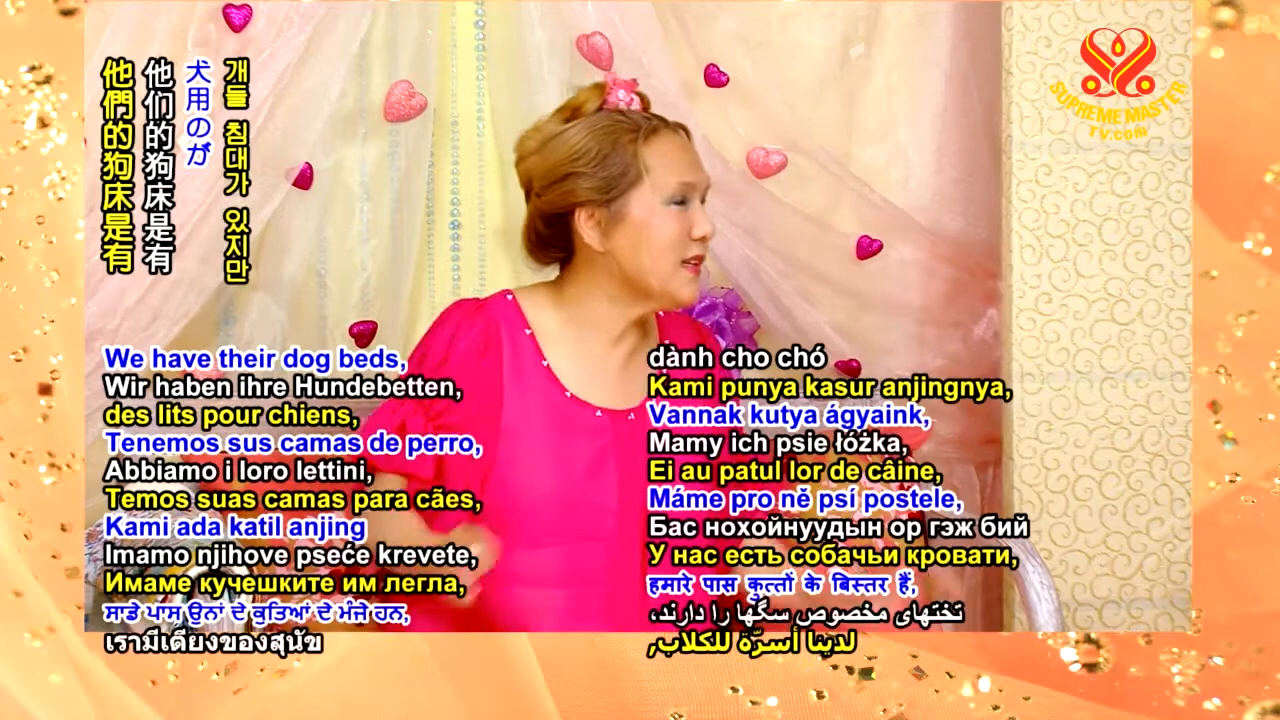 개들 침대가 있지만
犬用のが
他们的狗床是有
他們的狗床是有
SUPREME MASTER
TV.com
We have their dog beds,
Wir haben ihre Hundebetten,
des lits pour chiens,
Tenemos sus camas de perro,
Abbiamo i loro lettini,
Temos suas camas para cães,
Kami ada katil anjing
Imamo njihove pseće krevete,
Имаме кучешките им легла,
ਸਾਡੇ ਪਾਸ ਉਨਾਂ ਦੇ ਕੁਤਿਆਂ ਦੇ ਮੰਜੇ ਹਨ,
เรามีเตียงของสุนัข
dành cho chó
Kami punya kasur anjingnya,
Vannak kutya ágyaink,
Mamy ich psie łóżka,
Ei au patul lor de câine,
Máme pro ně psí postele,
Бас нохойнуудын ор гэж бий
У нас есть собачьи кровати,
हमारे पास कुत्तों के बिस्तर हैं,
تختهای مخصوص سگها را دارند،
لدينا أسرّة للكلاب,